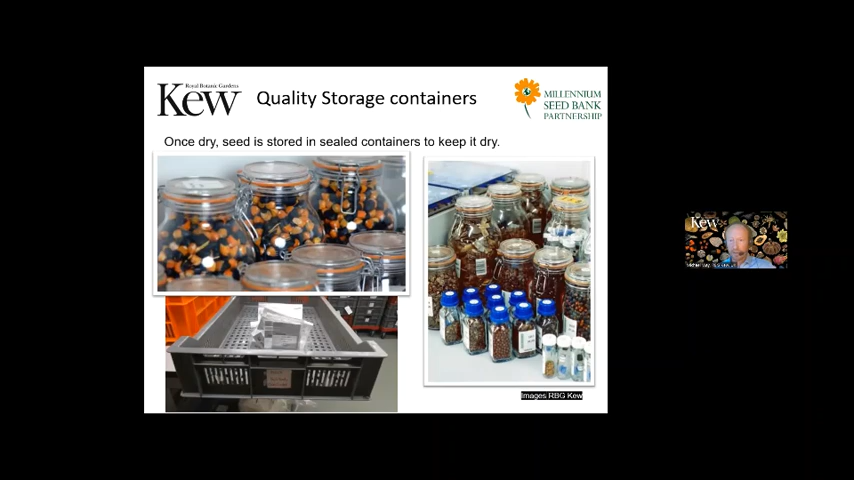 Royal Botanic Gardens
Kew
Quality Storage containers
MILLENNIUM
SEED BANK
PARTNERSHIP
Once dry, seed is stored in sealed containers to keep it dry.
Images RBG Kew
Kew